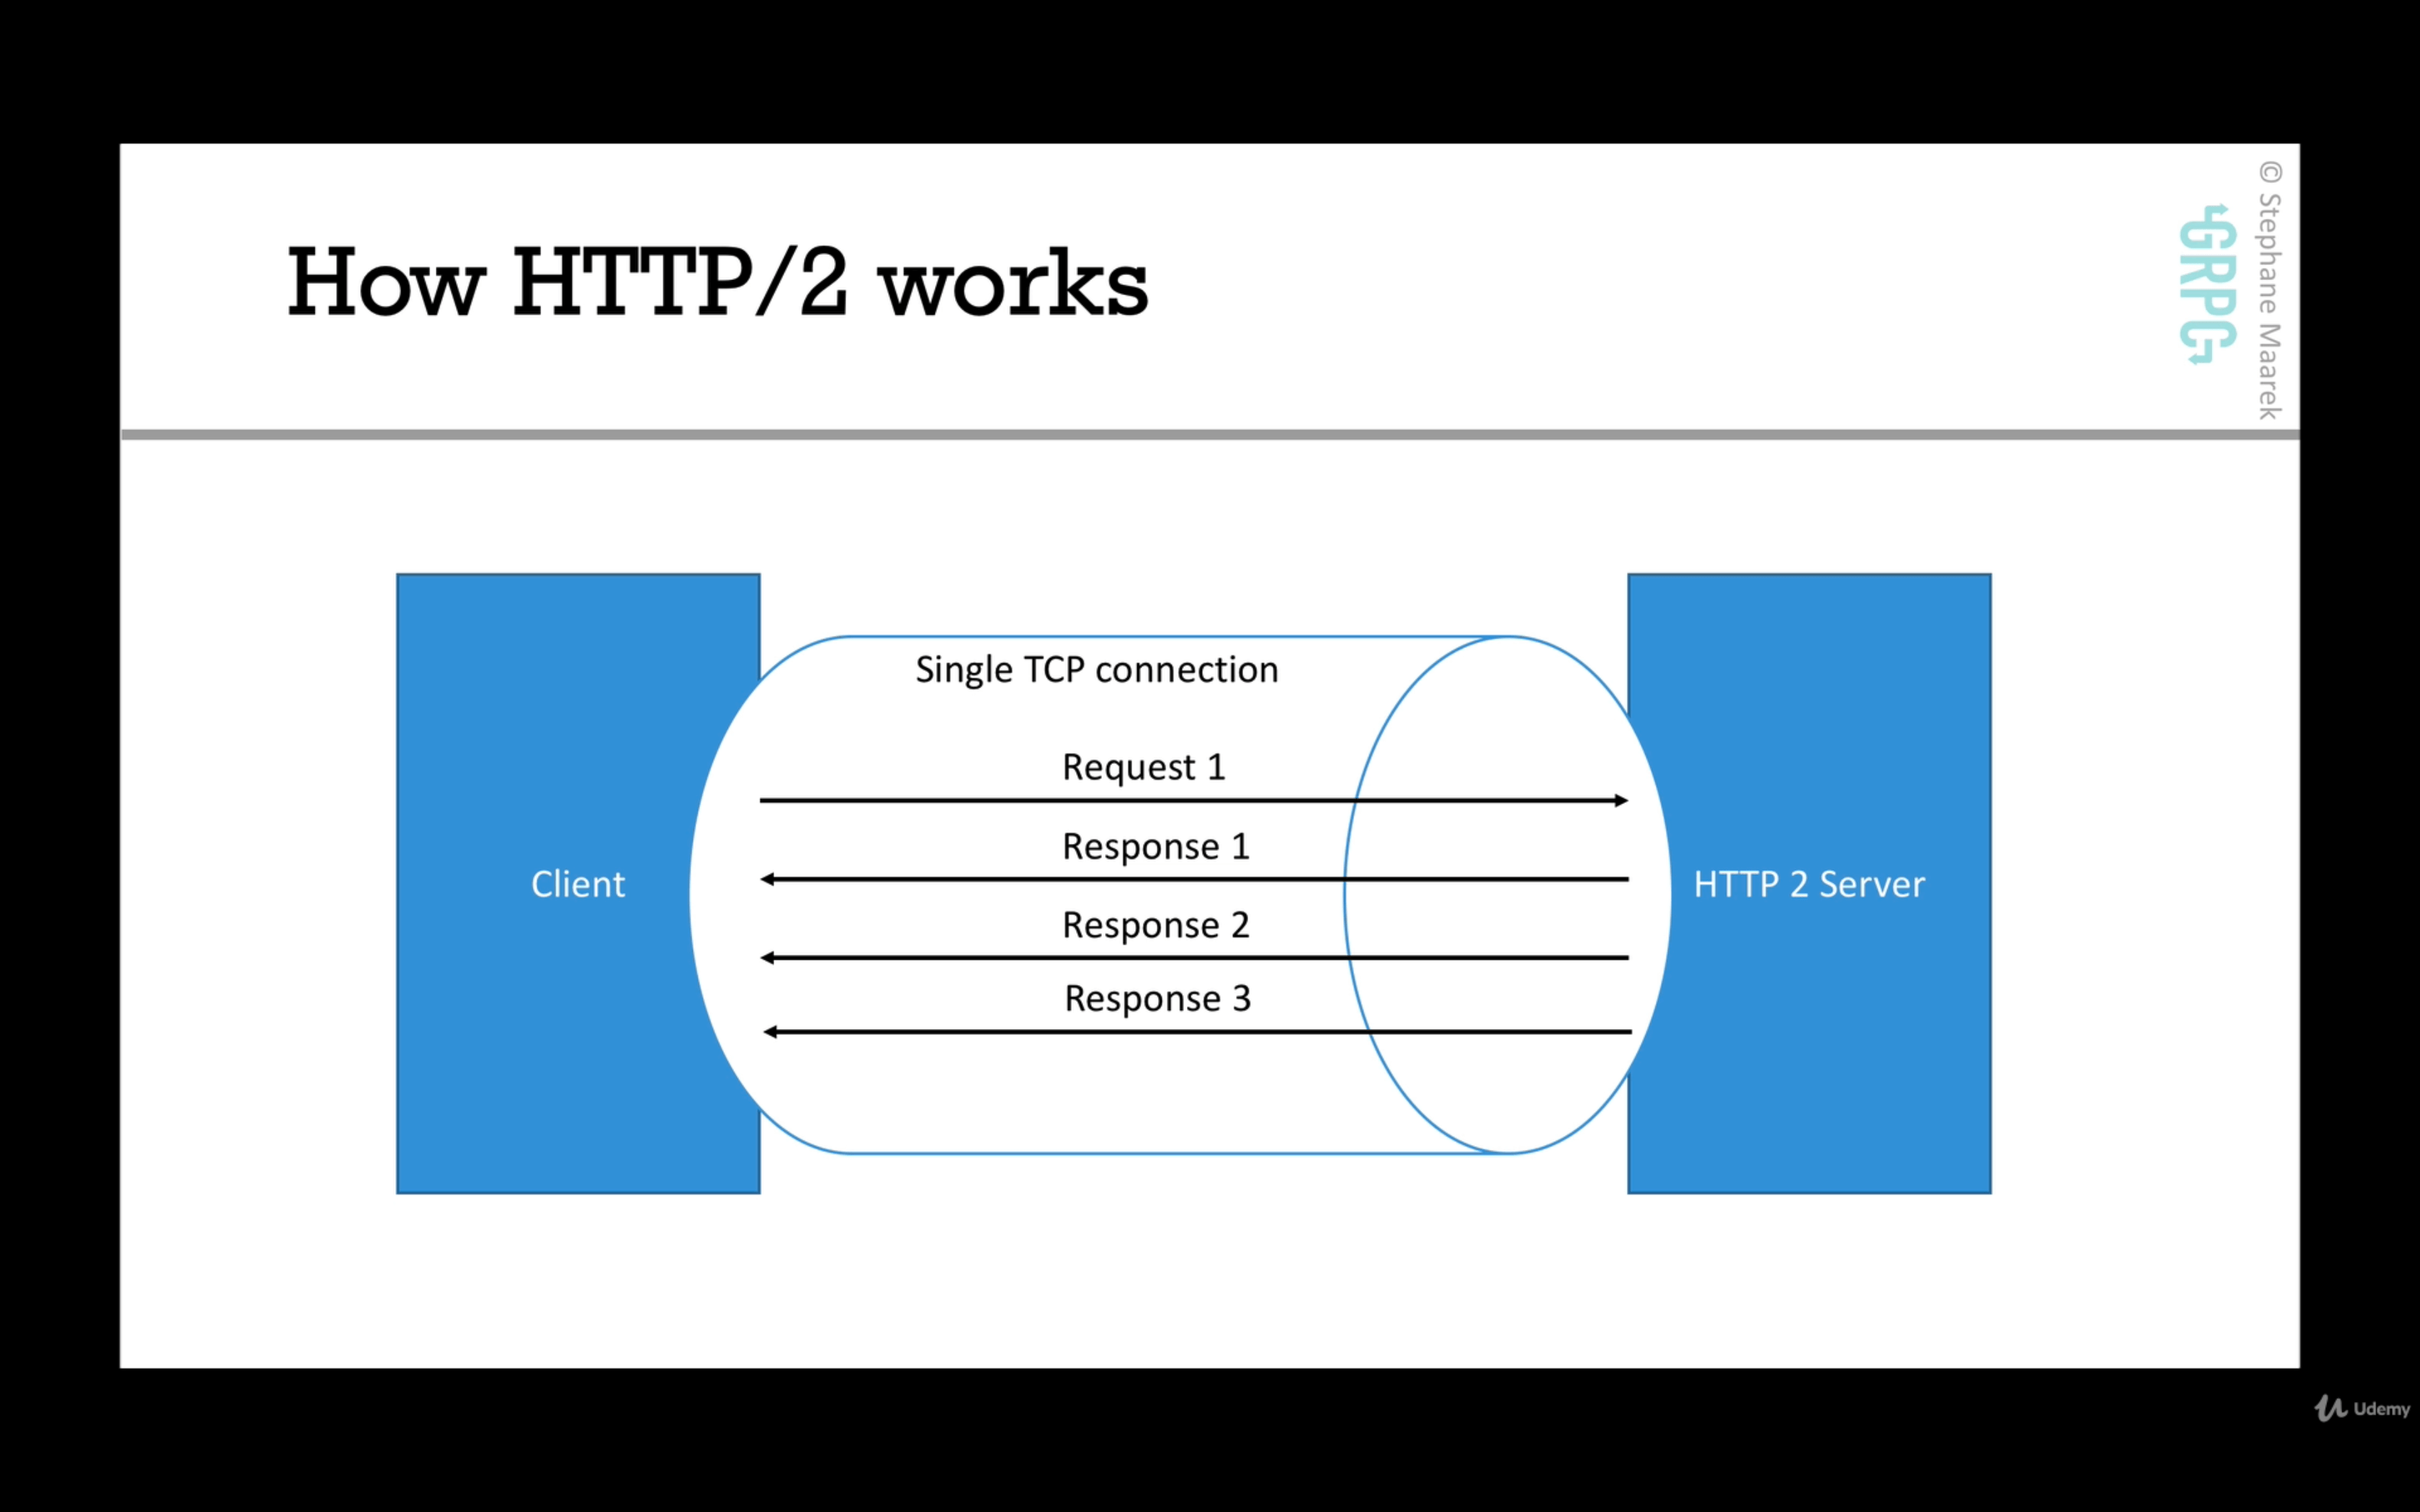 How HTTP/2 works
GRPC
© Stephane Maarek
Single TCP connection
Request 1
Response 1
Client
HTTP 2 Server
Response 2
Response 3
Udemy